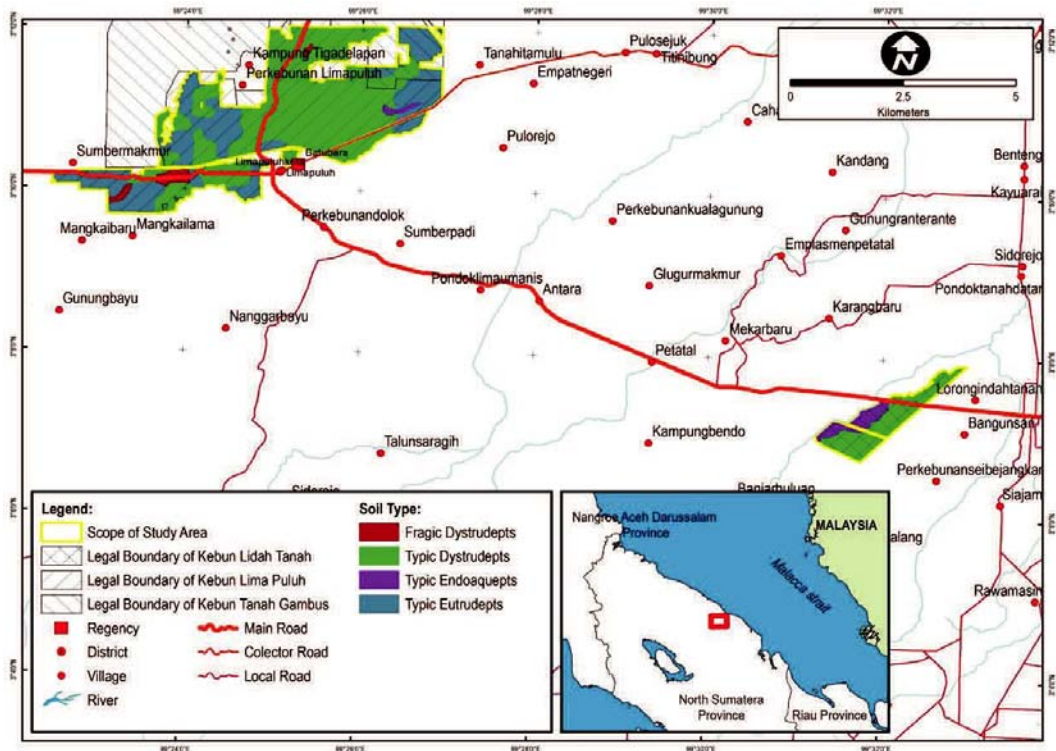 Kampung Tigadelapan
Perkebunan Limapuluh
Tanahitamulu
Pulosejuk
Titihibung
Empatnegeri
N
0 2.5 5
Kilometers
Pulorejo
Sumbermakmur
Batubara
Limapuluh
Kandang
Benteng
Kayuarai
Perkebunandolok
Mangkaibaru
Mangkailama
Sumberpadi
Perkebunankualagunung
Gunungranterante
Emplasmenpetatal
Sidorejo
Gunungbayu
Pondoklimaumanis
Antara
Glugurmakmur
Pondoktanahdatar
Nanggarbayu
Karangbaru
Mekarbaru
Petatal
Lorongindahtanah
Bangunsari
Kampungbendo
Talunsaragih
Perkebunanseibejangkar
Siajam
alang
Rawamasin
Legend:
Scope of Study Area
Legal Boundary of Kebun Lidah Tanah
Legal Boundary of Kebun Lima Puluh
Legal Boundary of Kebun Tanah Gambus
Regency
District
Village
River
Main Road
Colector Road
Local Road
Soil Type:
Fragic Dystrudepts
Typic Dystrudepts
Typic Endoaquepts
Typic Eutrudepts
Nangroe Aceh Darussalam
Province
MALAYSIA
Malacca strait
North Sumatera
Province
Riau Province